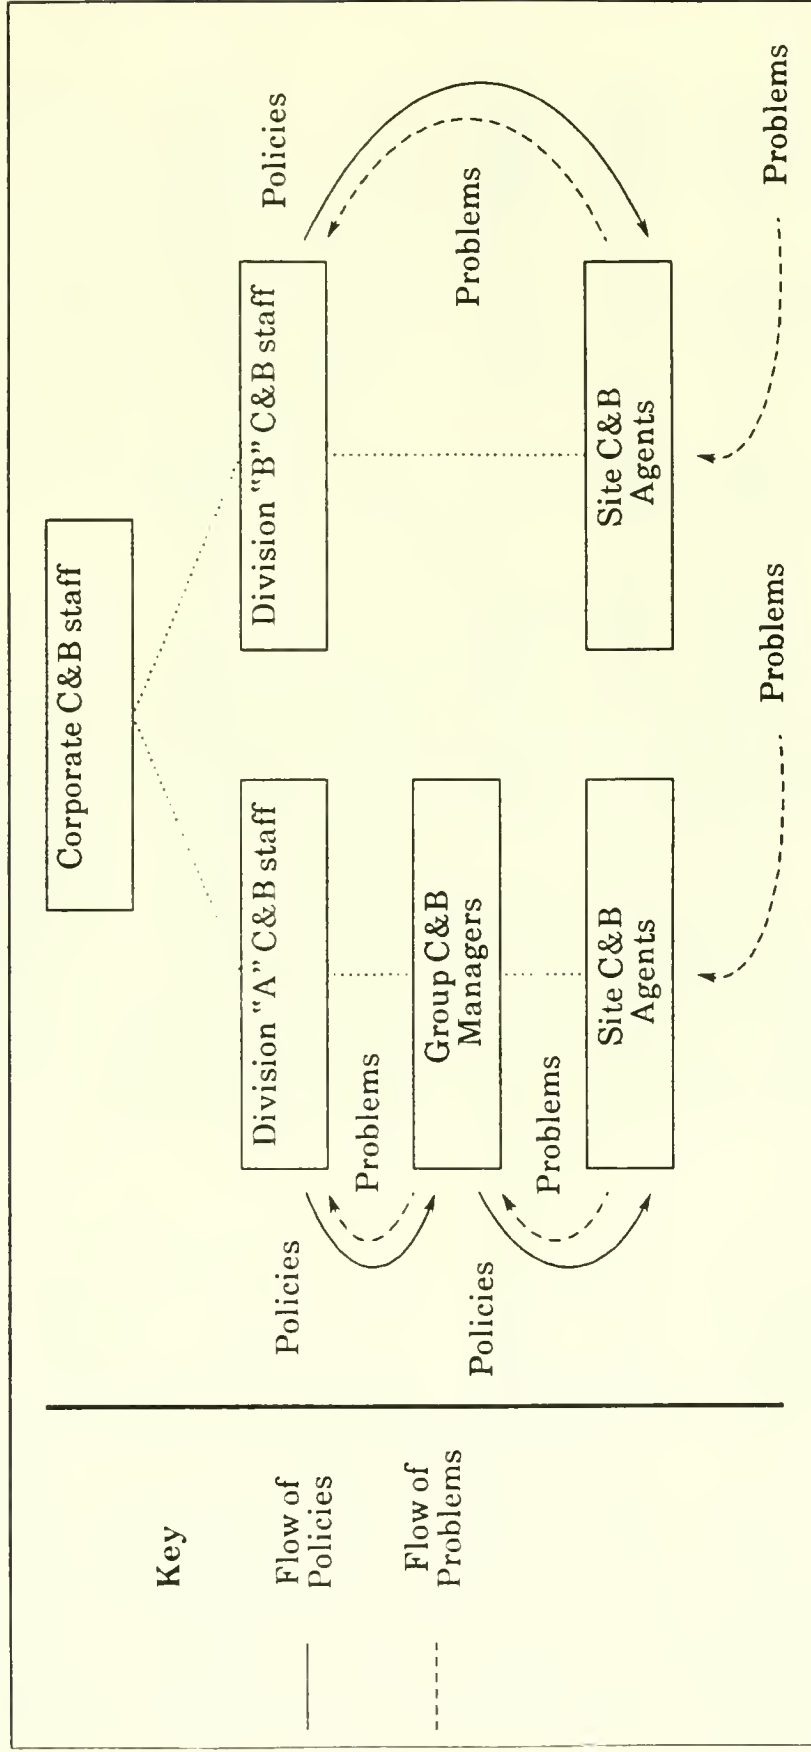 Key
Flow of
Policies
Flow of
Problems
Corporate C&B staff
Division "A" C&B staff
Division "B" C&B staff
Policies
Problems
Group C&B
Managers
Policies
Problems
Site C&B
Agents
Problems
Policies
Problems
Site C&B
Agents
Problems